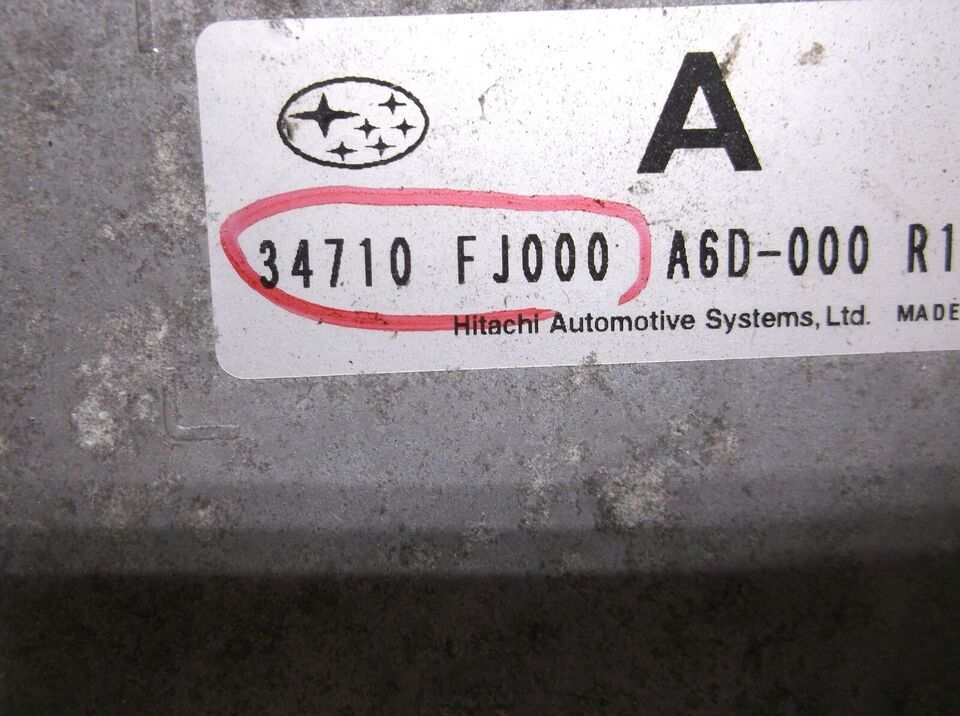 A
34710 FJ000 A6D-000 R1
Hitachi Automotive Systems, Ltd. MADE